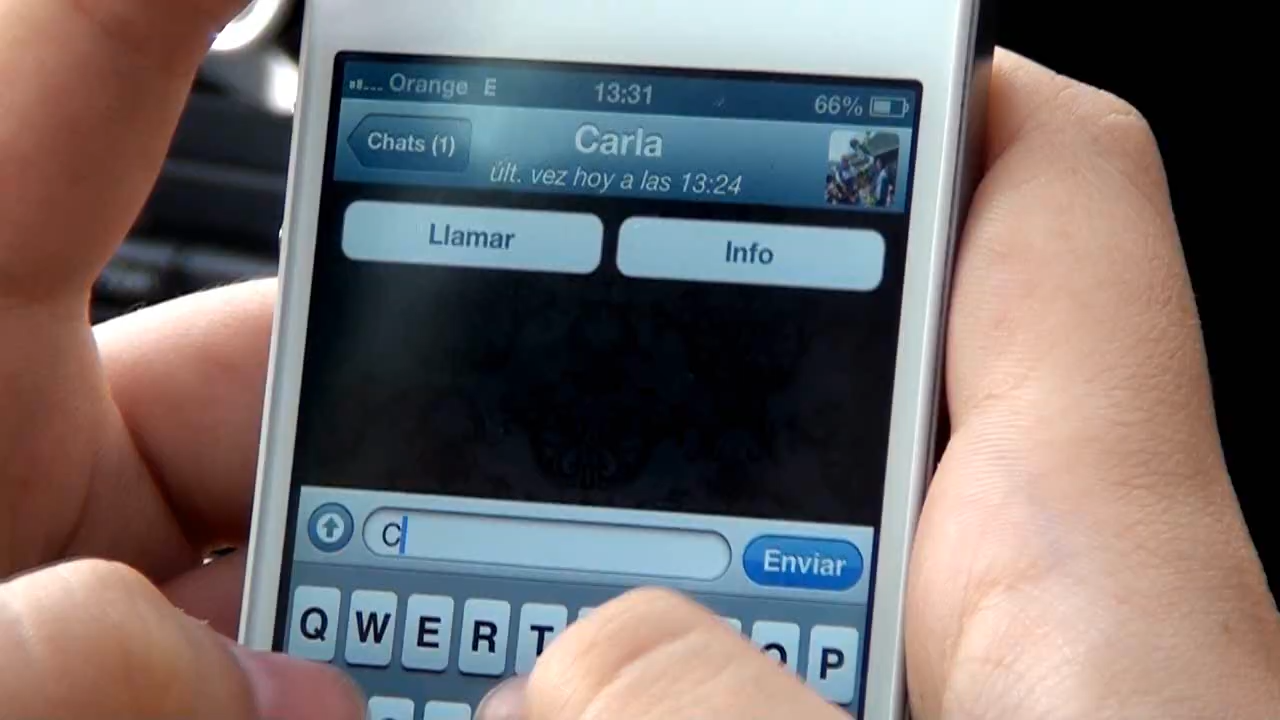 Orange E 13:31 66%
Chats (1) Carla
últ. vez hoy a las 13:24
Llamar Info
C Enviar
Q W E R T O P